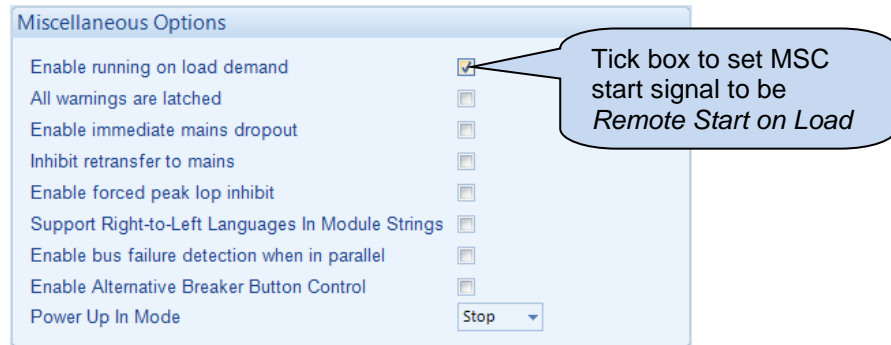 Miscellaneous Options
Enable running on load demand
All warnings are latched
Enable immediate mains dropout
Inhibit retransfer to mains
Enable forced peak lop inhibit
Support Right-to-Left Languages In Module Strings
Enable bus failure detection when in parallel
Enable Alternative Breaker Button Control
Power Up In Mode Stop
Tick box to set MSC
start signal to be
Remote Start on Load